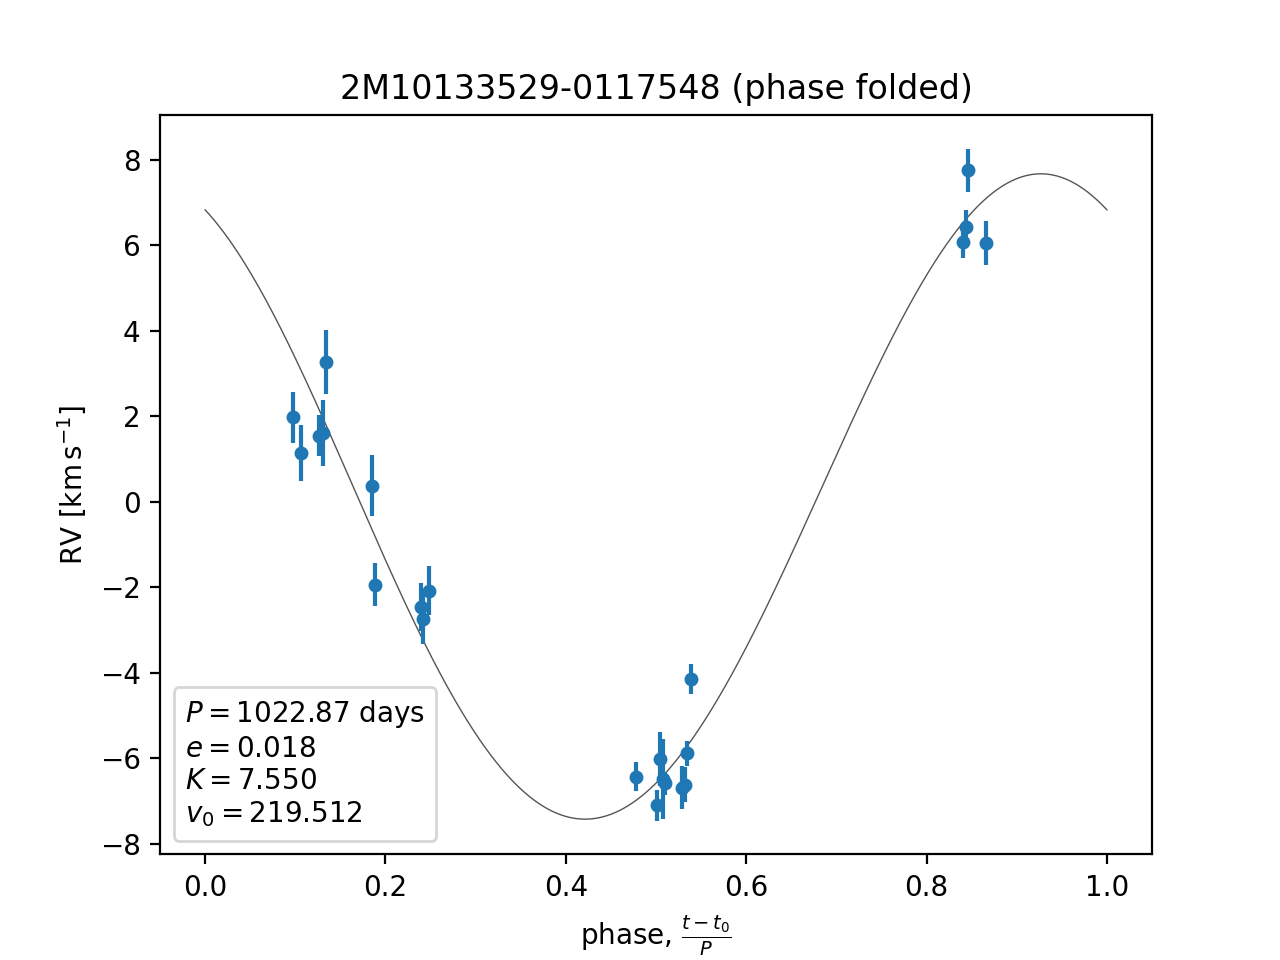 2M10133529-0117548 (phase folded)
RV [km s⁻¹]
8
6
4
2
0
−2
−4
−6
−8
P = 1022.87 days
e = 0.018
K = 7.550
v₀ = 219.512
0.0 0.2 0.4 0.6 0.8 1.0
phase, (t − t₀)/P